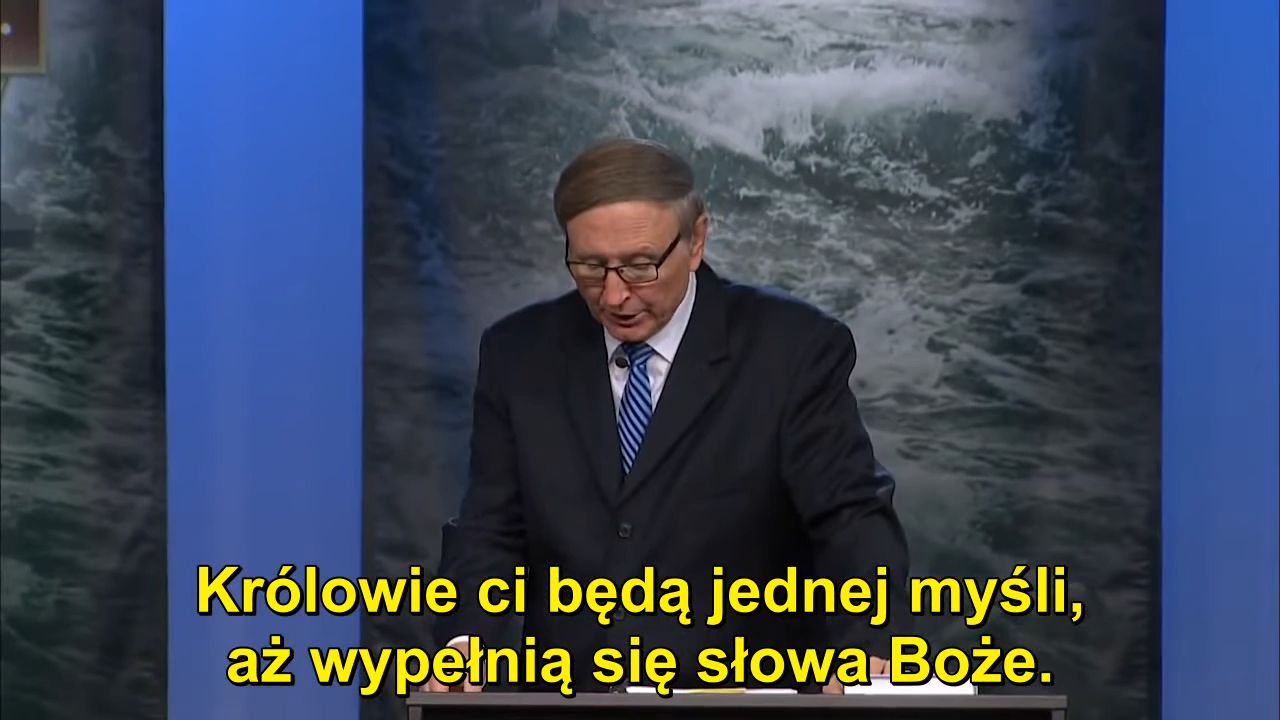 Królowie ci będą jednej myśli,
aż wypełnią się słowa Boże.